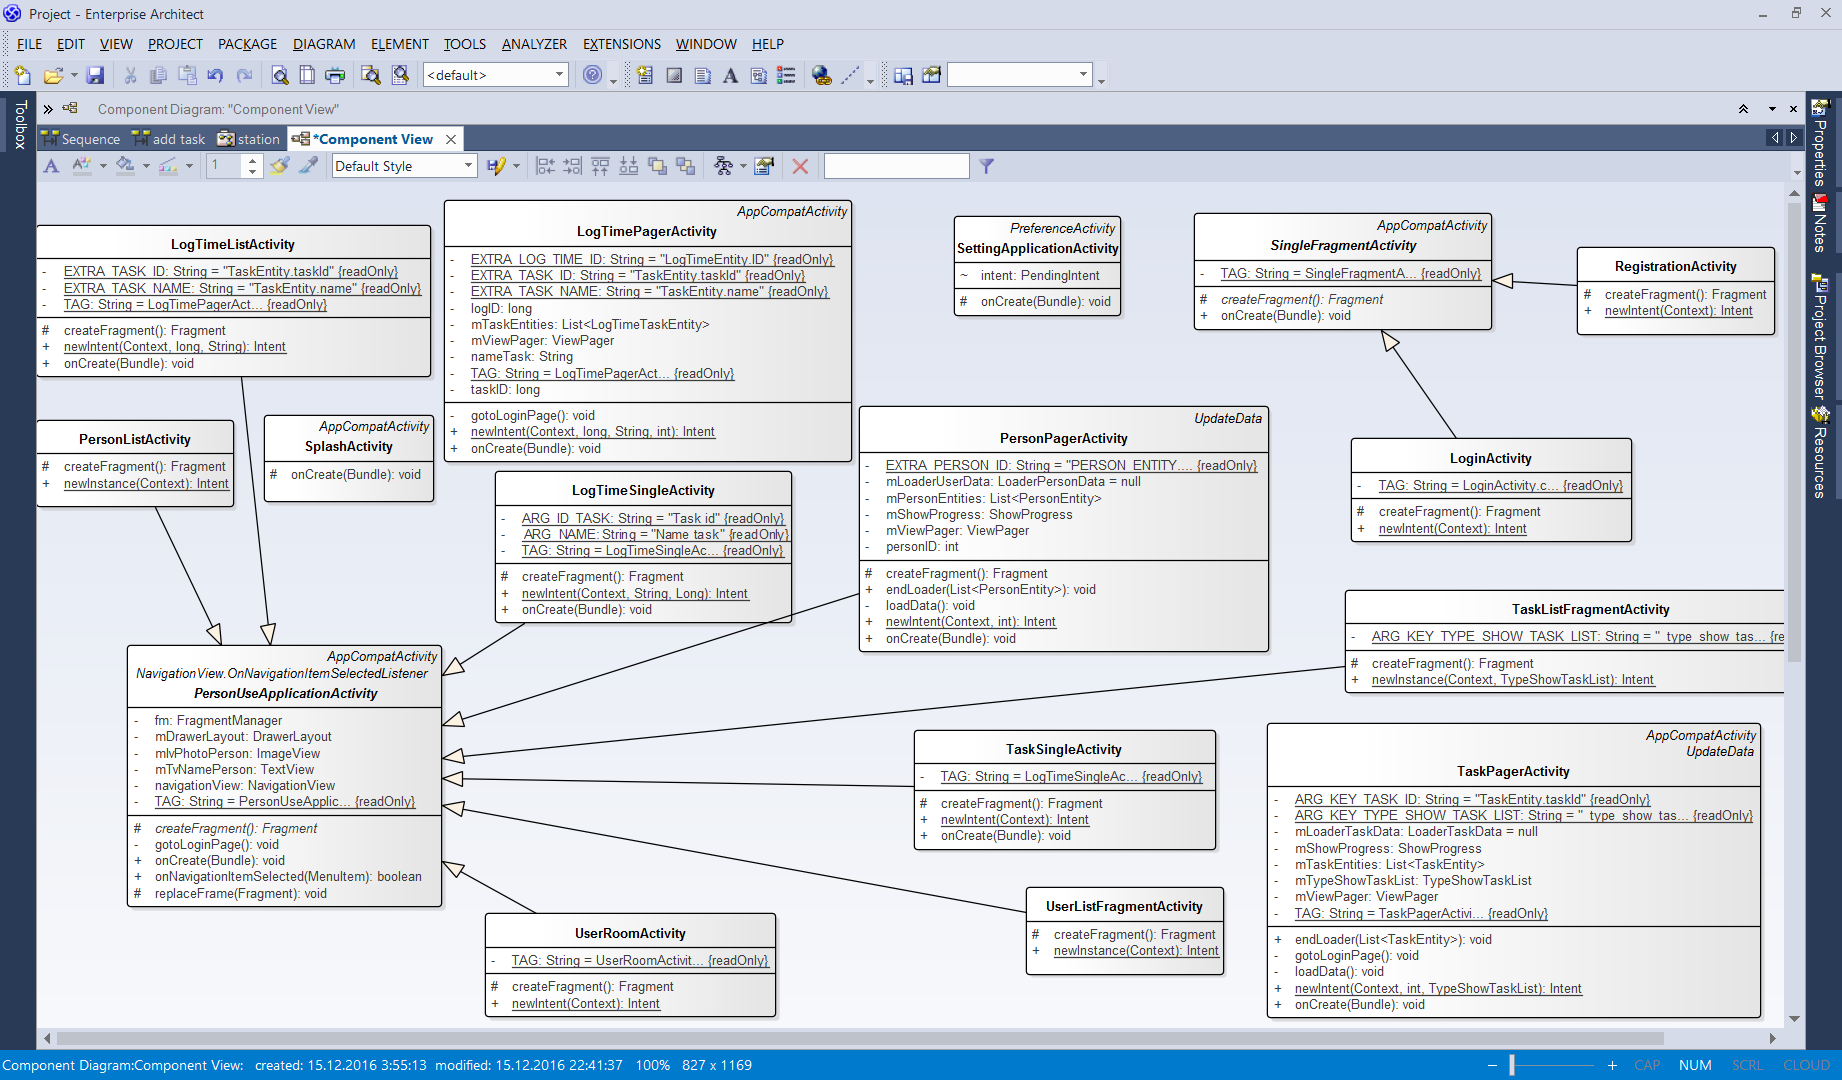 Project - Enterprise Architect
FILE EDIT VIEW PROJECT PACKAGE DIAGRAM ELEMENT TOOLS ANALYZER EXTENSIONS WINDOW HELP
<default>
Toolbox
Component Diagram: "Component View"
Sequence add task station *Component View
1 Default Style
Properties
Notes
Project Browser
Resources
LogTimeListActivity
- EXTRA_TASK_ID: String = "TaskEntity.taskId" {readOnly}
- EXTRA_TASK_NAME: String = "TaskEntity.name" {readOnly}
- TAG: String = LogTimePagerAct... {readOnly}
# createFragment(): Fragment
+ newIntent(Context, long, String): Intent
+ onCreate(Bundle): void
AppCompatActivity
LogTimePagerActivity
- EXTRA_LOG_TIME_ID: String = "LogTimeEntity.ID" {readOnly}
- EXTRA_TASK_ID: String = "TaskEntity.taskId" {readOnly}
- EXTRA_TASK_NAME: String = "TaskEntity.name" {readOnly}
- logID: long
- mTaskEntities: List<LogTimeTaskEntity>
- mViewPager: ViewPager
- nameTask: String
- TAG: String = LogTimePagerAct... {readOnly}
- taskID: long
- gotoLoginPage(): void
+ newIntent(Context, long, String, int): Intent
+ onCreate(Bundle): void
PreferenceActivity
SettingApplicationActivity
~ intent: PendingIntent
# onCreate(Bundle): void
AppCompatActivity
SingleFragmentActivity
- TAG: String = SingleFragmentA... {readOnly}
# createFragment(): Fragment
+ onCreate(Bundle): void
RegistrationActivity
# createFragment(): Fragment
+ newIntent(Context): Intent
PersonListActivity
# createFragment(): Fragment
+ newInstance(Context): Intent
AppCompatActivity
SplashActivity
# onCreate(Bundle): void
LogTimeSingleActivity
- ARG_ID_TASK: String = "Task id" {readOnly}
- ARG_NAME: String = "Name task" {readOnly}
- TAG: String = LogTimeSingleAc... {readOnly}
# createFragment(): Fragment
+ newIntent(Context, String, Long): Intent
+ onCreate(Bundle): void
UpdateData
PersonPagerActivity
- EXTRA_PERSON_ID: String = "PERSON_ENTITY.... {readOnly}
- mLoaderUserData: LoaderPersonData = null
- mPersonEntities: List<PersonEntity>
- mShowProgress: ShowProgress
- mViewPager: ViewPager
- personID: int
# createFragment(): Fragment
+ endLoader(List<PersonEntity>): void
- loadData(): void
+ newIntent(Context, int): Intent
+ onCreate(Bundle): void
LoginActivity
- TAG: String = LoginActivity.c... {readOnly}
# createFragment(): Fragment
+ newIntent(Context): Intent
TaskListFragmentActivity
- ARG_KEY_TYPE_SHOW_TASK_LIST: String = "_type_show_tas... {re
# createFragment(): Fragment
+ newInstance(Context, TypeShowTaskList): Intent
AppCompatActivity
NavigationView.OnNavigationItemSelectedListener
PersonUseApplicationActivity
- fm: FragmentManager
- mDrawerLayout: DrawerLayout
- mIvPhotoPerson: ImageView
- mTvNamePerson: TextView
- navigationView: NavigationView
- TAG: String = PersonUseApplic... {readOnly}
# createFragment(): Fragment
- gotoLoginPage(): void
+ onCreate(Bundle): void
+ onNavigationItemSelected(MenuItem): boolean
# replaceFrame(Fragment): void
TaskSingleActivity
- TAG: String = LogTimeSingleAc... {readOnly}
# createFragment(): Fragment
+ newIntent(Context): Intent
+ onCreate(Bundle): void
AppCompatActivity
UpdateData
TaskPagerActivity
- ARG_KEY_TASK_ID: String = "TaskEntity.taskId" {readOnly}
- ARG_KEY_TYPE_SHOW_TASK_LIST: String = "_type_show_tas... {readOnly}
- mLoaderTaskData: LoaderTaskData = null
- mShowProgress: ShowProgress
- mTaskEntities: List<TaskEntity>
- mTypeShowTaskList: TypeShowTaskList
- mViewPager: ViewPager
- TAG: String = TaskPagerActivi... {readOnly}
+ endLoader(List<TaskEntity>): void
- gotoLoginPage(): void
- loadData(): void
+ newIntent(Context, int, TypeShowTaskList): Intent
+ onCreate(Bundle): void
UserListFragmentActivity
# createFragment(): Fragment
+ newInstance(Context): Intent
UserRoomActivity
- TAG: String = UserRoomActivit... {readOnly}
# createFragment(): Fragment
+ newIntent(Context): Intent
Component Diagram:Component View: created: 15.12.2016 3:55:13 modified: 15.12.2016 22:41:37 100% 827 x 1169
CAP NUM SCRL CLOUD